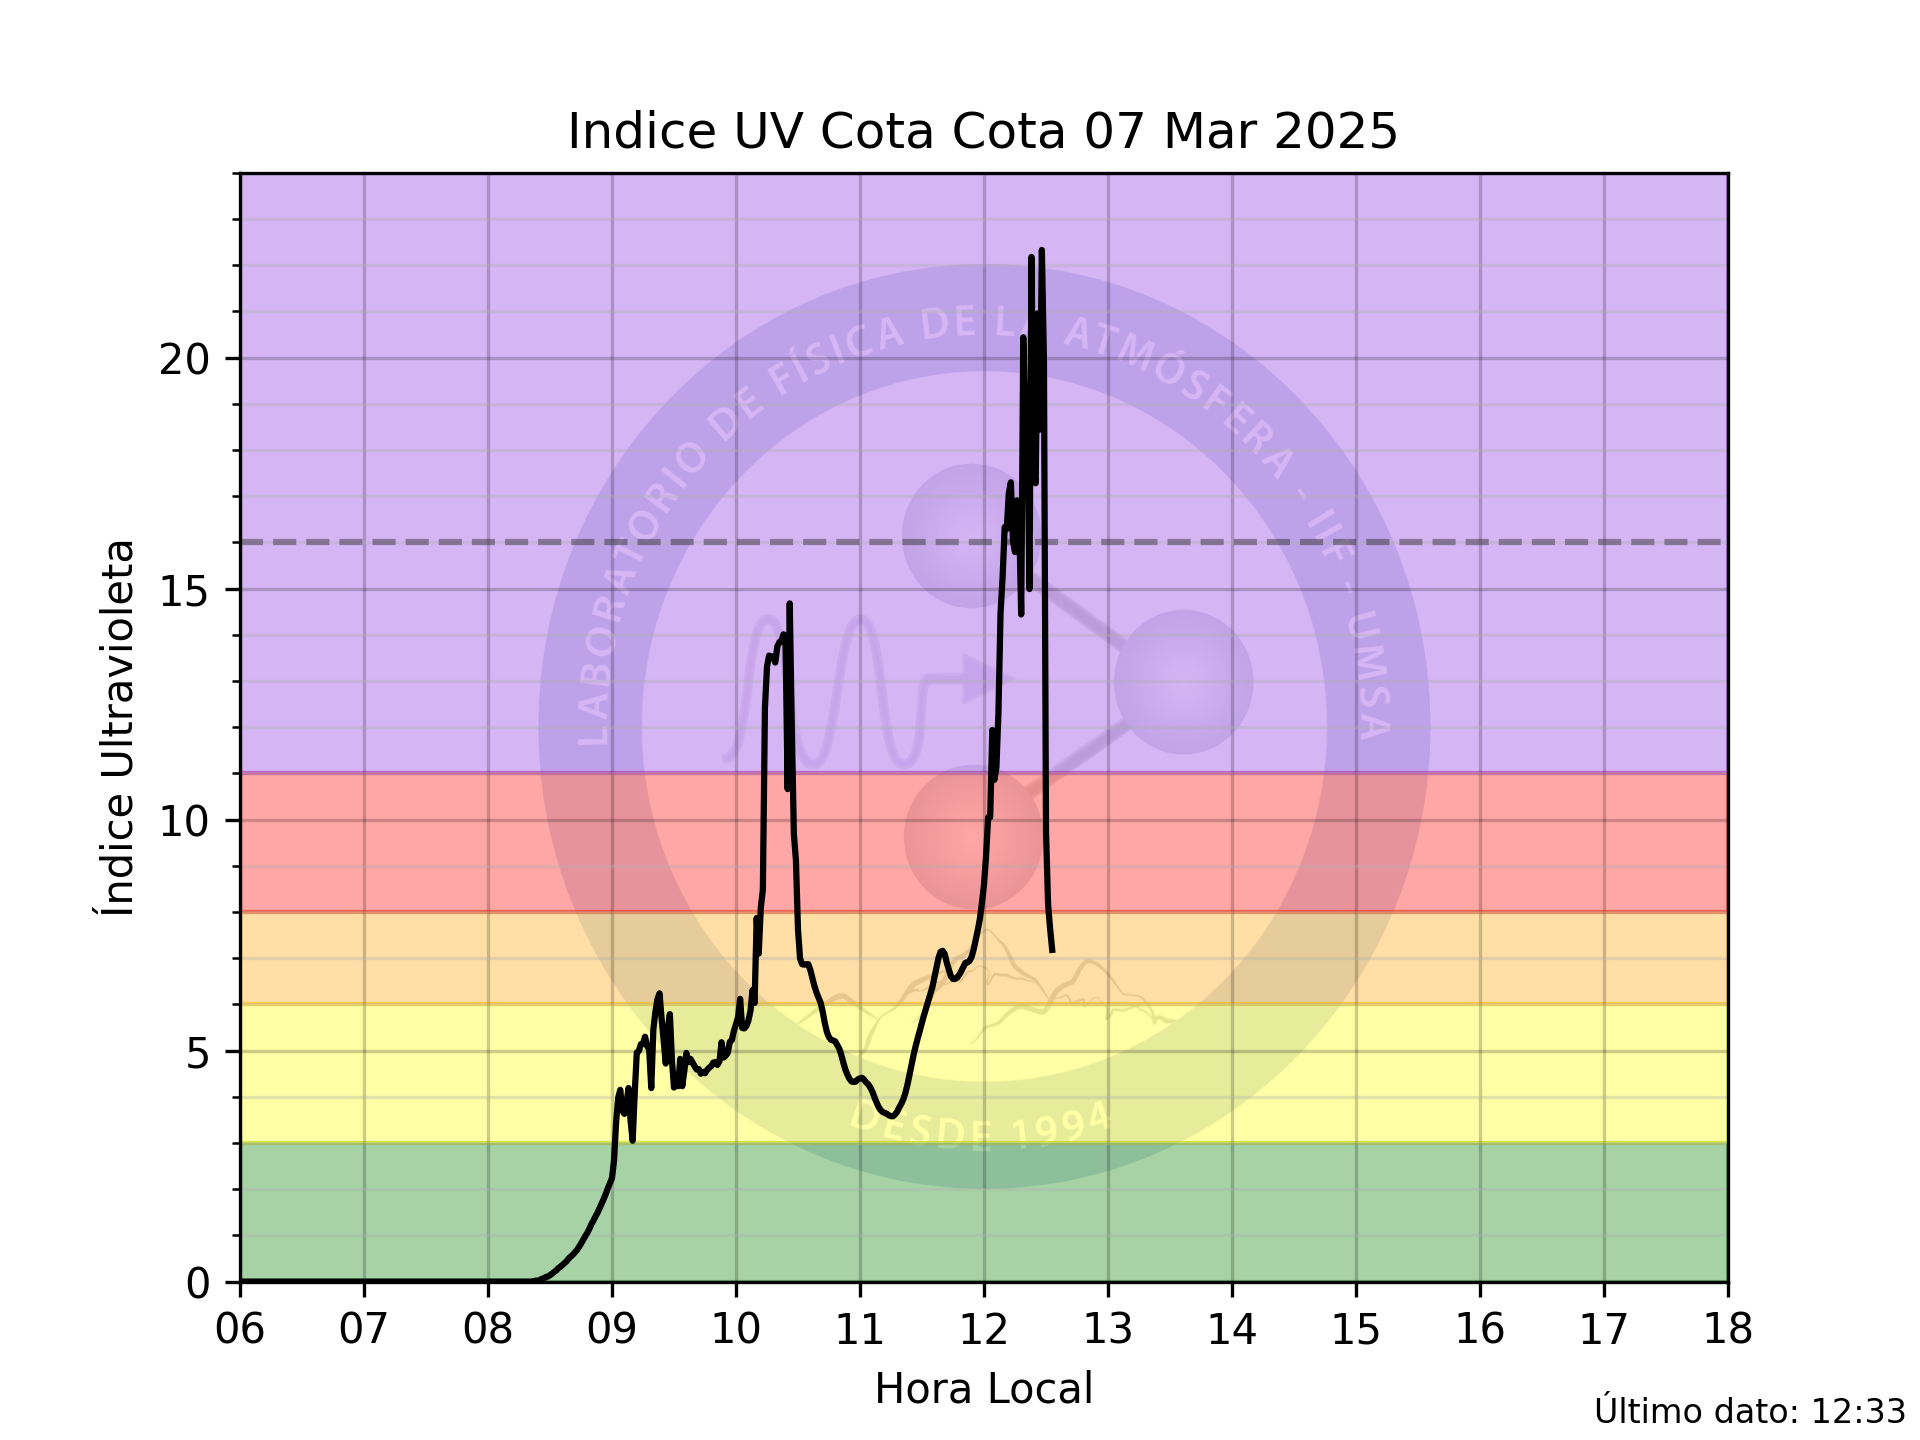 Indice UV Cota Cota 07 Mar 2025
Índice Ultravioleta
20
15
10
5
0
LABORATORIO DE FÍSICA DE LA ATMÓSFERA - IIF - UMSA
DESDE 1994
06 07 08 09 10 11 12 13 14 15 16 17 18
Hora Local
Último dato: 12:33